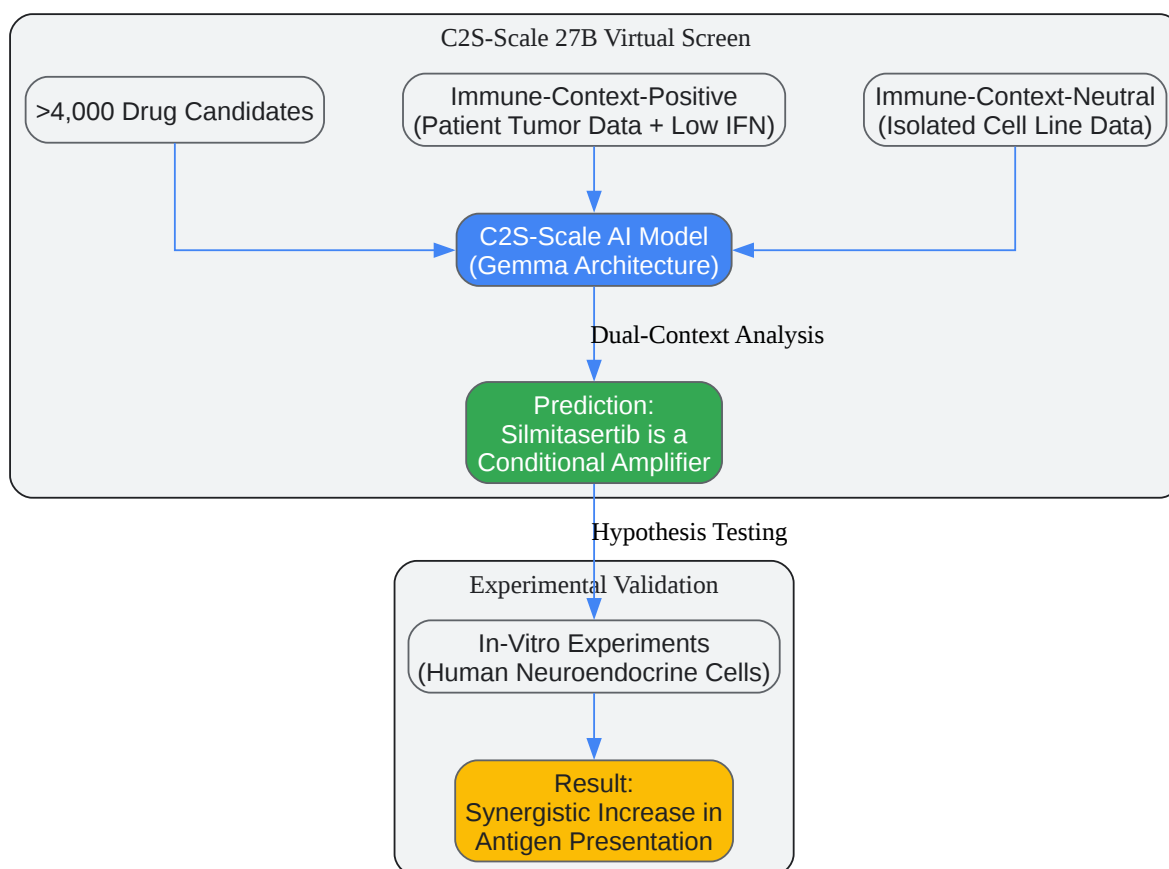 C2S-Scale 27B Virtual Screen
>4,000 Drug Candidates
Immune-Context-Positive
(Patient Tumor Data + Low IFN)
Immune-Context-Neutral
(Isolated Cell Line Data)
C2S-Scale AI Model
(Gemma Architecture)
Dual-Context Analysis
Prediction:
Silmitasertib is a
Conditional Amplifier
Hypothesis Testing
Experimental Validation
In-Vitro Experiments
(Human Neuroendocrine Cells)
Result:
Synergistic Increase in
Antigen Presentation